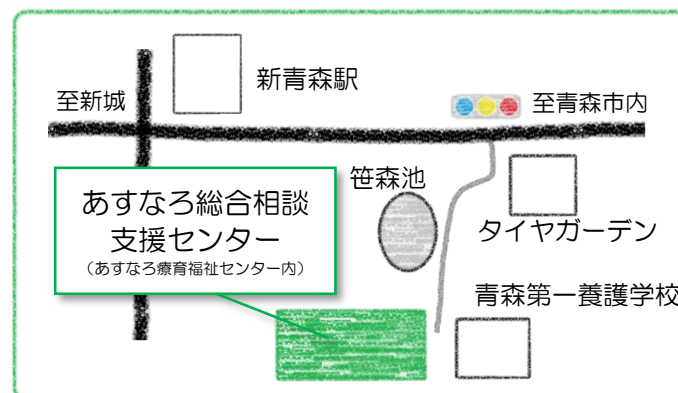 新青森駅
至新城
至青森市内
あすなろ総合相談
支援センター
（あすなろ療育福祉センター内）
笹森池
タイヤガーデン
青森第一養護学校